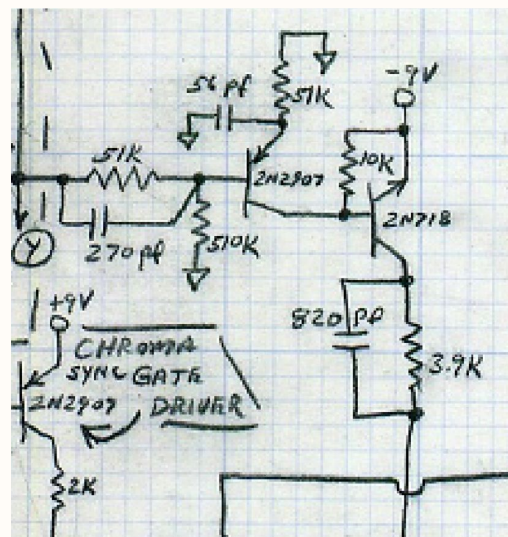 56 pf
51K
-9V
51K
2N2907
10K
2N718
270 pf
510K
Y
+9V
820 pf
CHROMA
SYNC GATE
DRIVER
3.9K
2N2907
2K